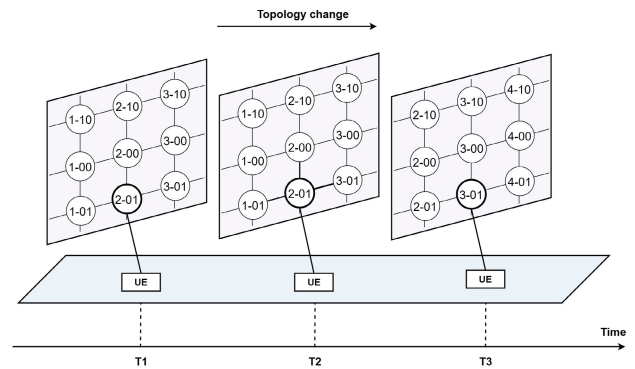 Topology change
1-10 2-10 3-10
1-00 2-00 3-00
1-01 2-01 3-01
1-10 2-10 3-10
1-00 2-00 3-00
1-01 2-01 3-01
2-10 3-10 4-10
2-00 3-00 4-00
2-01 3-01 4-01
UE UE UE
Time
T1 T2 T3